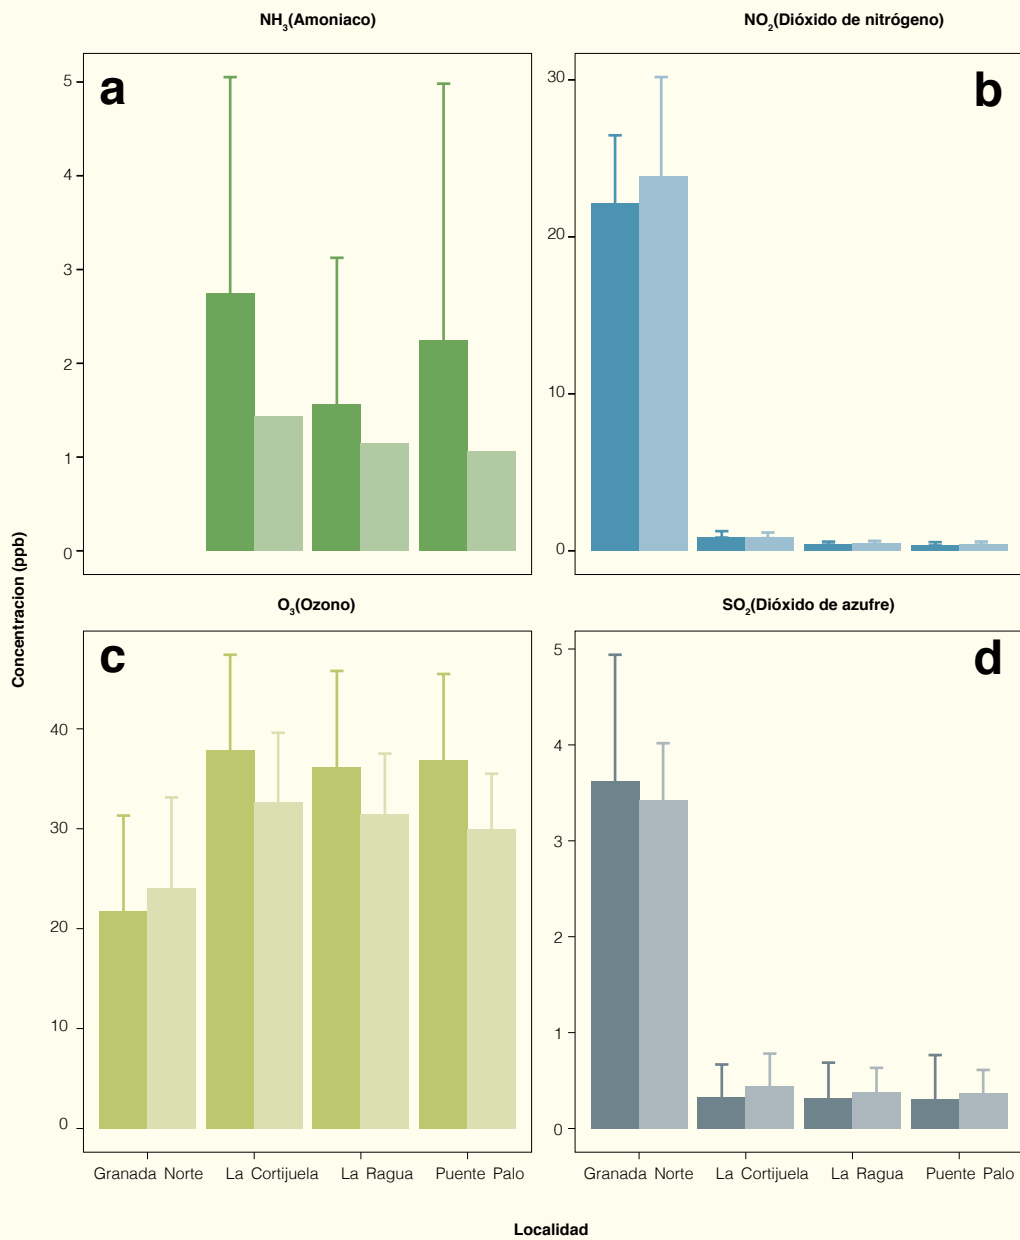 NH3(Amoniaco)
NO2(Dióxido de nitrógeno)
a
b
5
4
3
2
1
0
30
20
10
0
Concentracion (ppb)
O3(Ozono)
SO2(Dióxido de azufre)
c
d
40
30
20
10
0
5
4
3
2
1
0
Granada Norte La Cortijuela La Ragua Puente Palo
Granada Norte La Cortijuela La Ragua Puente Palo
Localidad